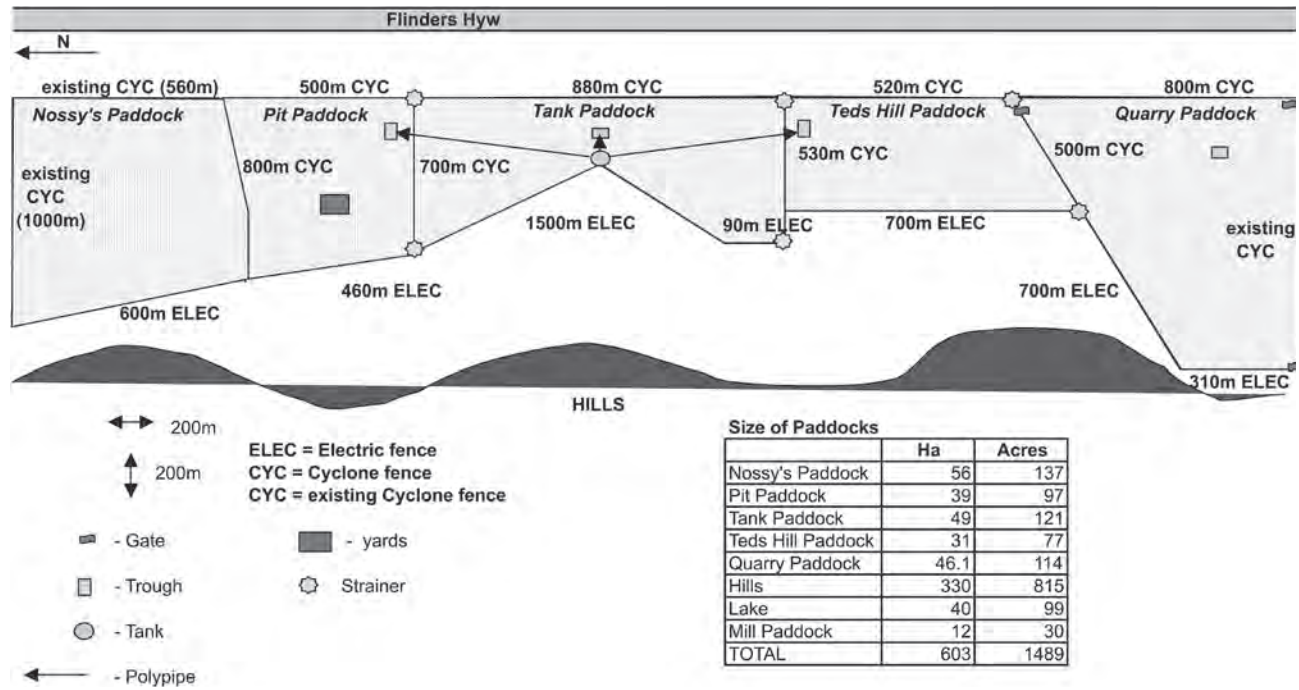 Flinders Hyw
N
existing CYC (560m)
500m CYC
880m CYC
520m CYC
800m CYC
Nossy's Paddock
Pit Paddock
Tank Paddock
Teds Hill Paddock
Quarry Paddock
existing
CYC
(1000m)
800m CYC
700m CYC
530m CYC
500m CYC
existing
CYC
1500m ELEC
90m ELEC
700m ELEC
460m ELEC
600m ELEC
700m ELEC
310m ELEC
HILLS
200m
200m
ELEC = Electric fence
CYC = Cyclone fence
CYC = existing Cyclone fence
- Gate
- yards
- Trough
Strainer
- Tank
- Polypipe
Size of Paddocks
Ha Acres
Nossy's Paddock 56 137
Pit Paddock 39 97
Tank Paddock 49 121
Teds Hill Paddock 31 77
Quarry Paddock 46.1 114
Hills 330 815
Lake 40 99
Mill Paddock 12 30
TOTAL 603 1489